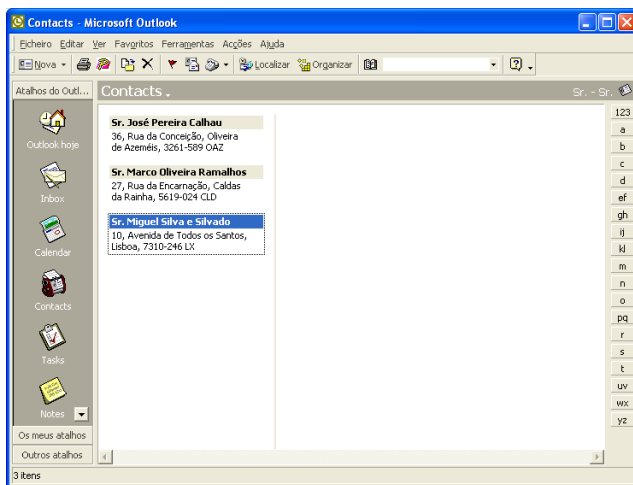 Contacts - Microsoft Outlook
Ficheiro Editar Ver Favoritos Ferramentas Acções Ajuda
Nova Localizar Organizar
Atalhos do Outl... Contacts . Sr. - Sr.
Outlook hoje
Inbox
Calendar
Contacts
Tasks
Notes
Os meus atalhos
Outros atalhos
Sr. José Pereira Calhau
36, Rua da Conceição, Oliveira
de Azeméis, 3261-589 OAZ
Sr. Marco Oliveira Ramalhos
27, Rua da Encarnação, Caldas
da Rainha, 5619-024 CLD
Sr. Miguel Silva e Silvado
10, Avenida de Todos os Santos,
Lisboa, 7310-246 LX
123
a
b
c
d
ef
gh
ij
kl
m
n
o
pq
r
s
t
uv
wx
yz
3 itens